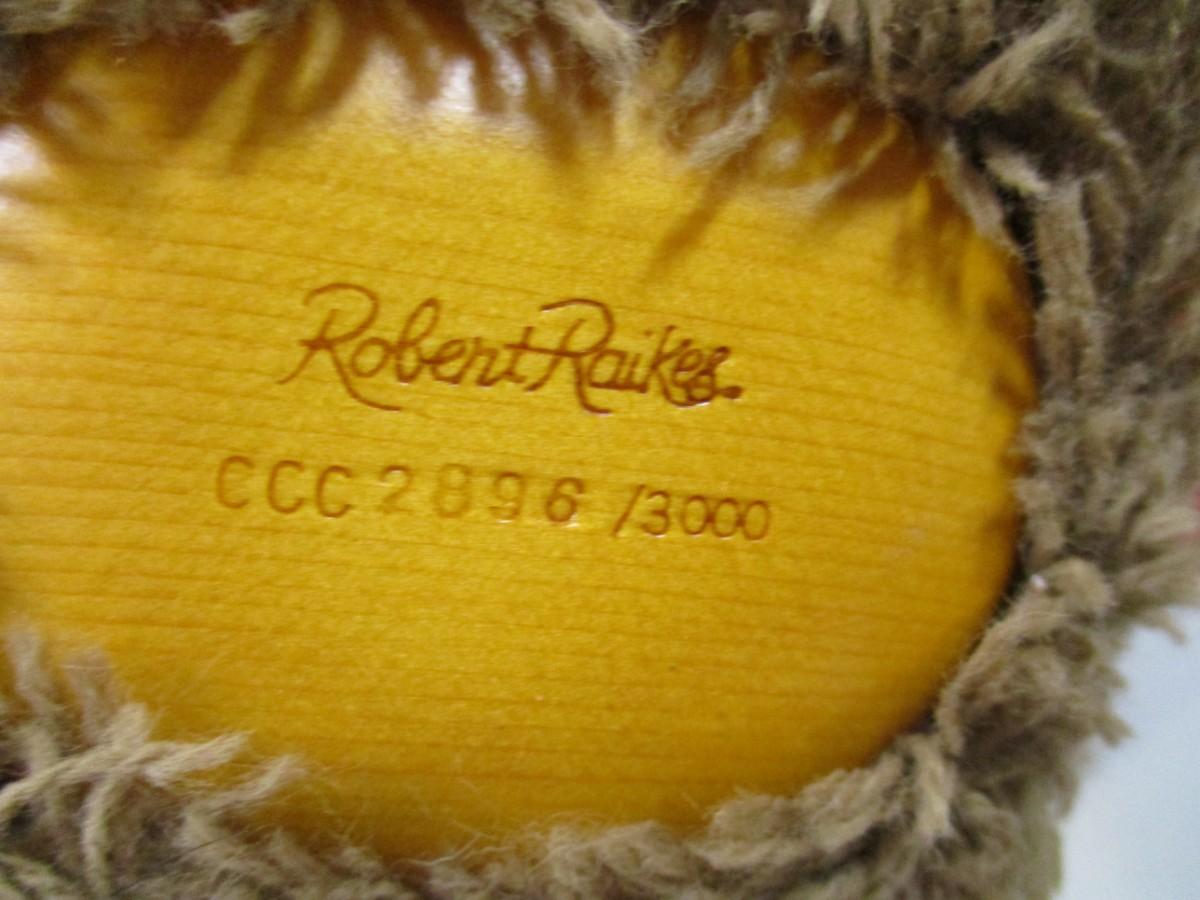 Robert Raikes.
CCC 2896 /3000